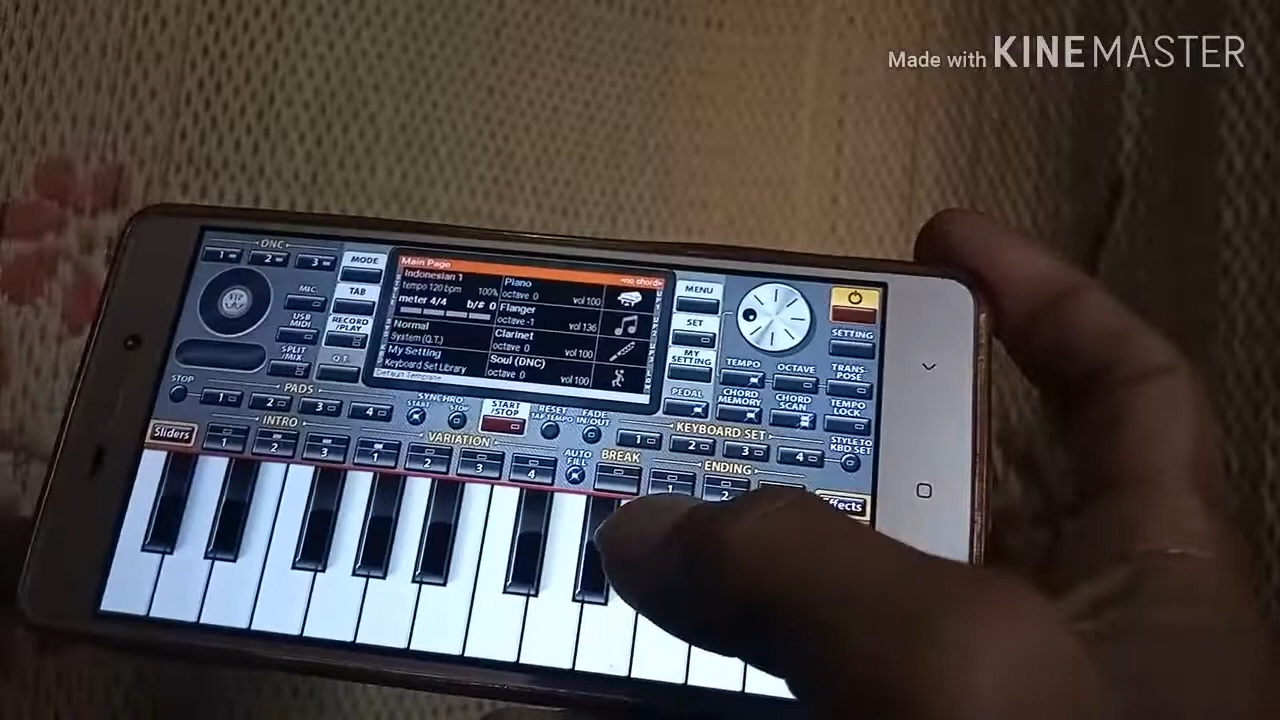 Made with KINEMASTER
DNC
1 2 3
MODE
MIC.
TAB
USB
MIDI
RECORD
/PLAY
SPLIT
/MIX
Q.T.
Main Page <no chord>
Indonesian 1
tempo 120 bpm 100%
meter 4/4 b/# 0
Normal
System (Q.T.)
My Setting
Keyboard Set Library
Default Template
Piano
octave 0 vol 100
Flanger
octave -1 vol 136
Clarinet
octave 0 vol 100
Soul (DNC)
octave 0 vol 100
MENU
SET
MY
SETTING
SETTING
TEMPO
OCTAVE
TRANS-
POSE
PEDAL
CHORD
MEMORY
CHORD
SCAN
TEMPO
LOCK
STOP
PADS
1 2 3 4
SYNCHRO
START STOP
START
/STOP
RESET
TAP TEMPO
FADE
IN/OUT
KEYBOARD SET
1 2 3 4
STYLE TO
KBD SET
Sliders
INTRO
1 2 3
VARIATION
1 2 3 4
AUTO
FILL
BREAK
ENDING
1 2
ffects